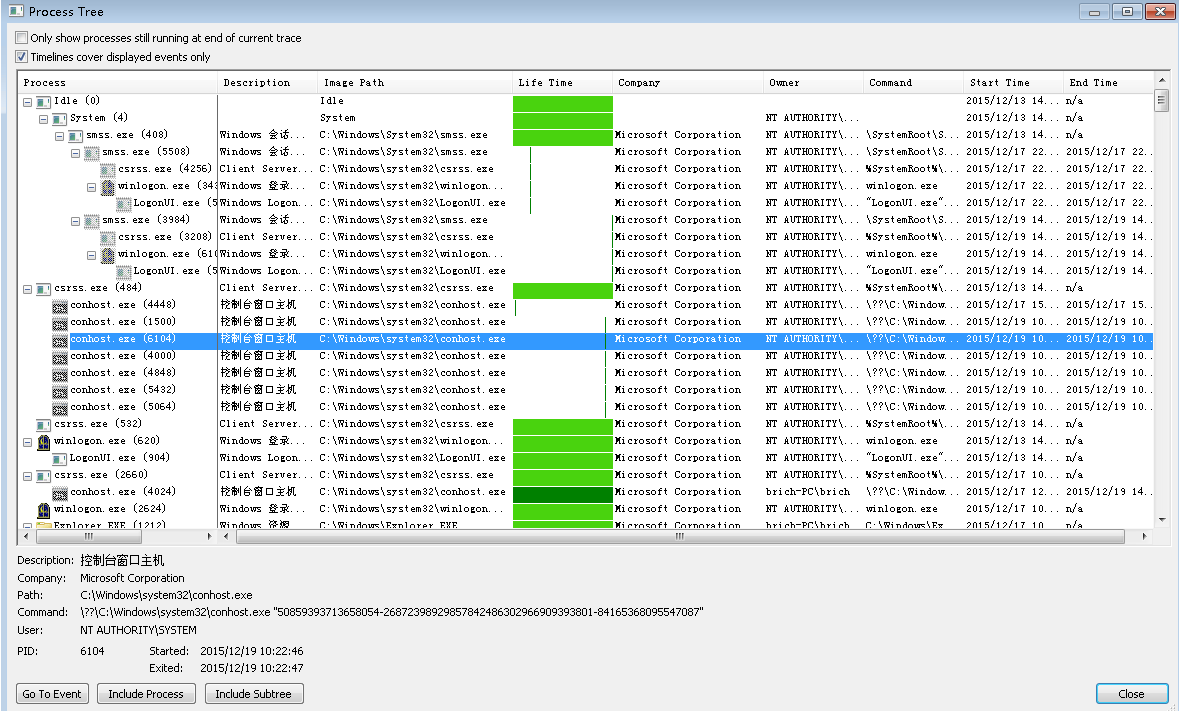 Process Tree
Only show processes still running at end of current trace
Timelines cover displayed events only
Process Description Image Path Life Time Company Owner Command Start Time End Time
Idle (0) Idle 2015/12/13 14... n/a
System (4) System NT AUTHORITY\... 2015/12/13 14... n/a
smss.exe (408) Windows 会话... C:\Windows\System32\smss.exe Microsoft Corporation NT AUTHORITY\... \SystemRoot\S... 2015/12/13 14... n/a
smss.exe (5508) Windows 会话... C:\Windows\System32\smss.exe Microsoft Corporation NT AUTHORITY\... \SystemRoot\S... 2015/12/17 22... 2015/12/17 22..
csrss.exe (4256) Client Server... C:\Windows\system32\csrss.exe Microsoft Corporation NT AUTHORITY\... %SystemRoot%\... 2015/12/17 22... 2015/12/17 22..
winlogon.exe (343 Windows 登录... C:\Windows\system32\winlogon... Microsoft Corporation NT AUTHORITY\... winlogon.exe 2015/12/17 22... 2015/12/17 22..
LogonUI.exe (5 Windows Logon... C:\Windows\system32\LogonUI.exe Microsoft Corporation NT AUTHORITY\... "LogonUI.exe"... 2015/12/17 22... 2015/12/17 22..
smss.exe (3984) Windows 会话... C:\Windows\System32\smss.exe Microsoft Corporation NT AUTHORITY\... \SystemRoot\S... 2015/12/19 14... 2015/12/19 14..
csrss.exe (3208) Client Server... C:\Windows\system32\csrss.exe Microsoft Corporation NT AUTHORITY\... %SystemRoot%\... 2015/12/19 14... 2015/12/19 14..
winlogon.exe (610 Windows 登录... C:\Windows\system32\winlogon... Microsoft Corporation NT AUTHORITY\... winlogon.exe 2015/12/19 14... 2015/12/19 14..
LogonUI.exe (5 Windows Logon... C:\Windows\system32\LogonUI.exe Microsoft Corporation NT AUTHORITY\... "LogonUI.exe"... 2015/12/19 14... 2015/12/19 14..
csrss.exe (484) Client Server... C:\Windows\system32\csrss.exe Microsoft Corporation NT AUTHORITY\... %SystemRoot%\... 2015/12/13 14... n/a
conhost.exe (4448) 控制台窗口主机 C:\Windows\system32\conhost.exe Microsoft Corporation NT AUTHORITY\... \??\C:\Window... 2015/12/17 15... 2015/12/17 15..
conhost.exe (1500) 控制台窗口主机 C:\Windows\system32\conhost.exe Microsoft Corporation NT AUTHORITY\... \??\C:\Window... 2015/12/19 10... 2015/12/19 10..
conhost.exe (6104) 控制台窗口主机 C:\Windows\system32\conhost.exe Microsoft Corporation NT AUTHORITY\... \??\C:\Window... 2015/12/19 10... 2015/12/19 10..
conhost.exe (4000) 控制台窗口主机 C:\Windows\system32\conhost.exe Microsoft Corporation NT AUTHORITY\... \??\C:\Window... 2015/12/19 10... 2015/12/19 10..
conhost.exe (4848) 控制台窗口主机 C:\Windows\system32\conhost.exe Microsoft Corporation NT AUTHORITY\... \??\C:\Window... 2015/12/19 10... 2015/12/19 10..
conhost.exe (5432) 控制台窗口主机 C:\Windows\system32\conhost.exe Microsoft Corporation NT AUTHORITY\... \??\C:\Window... 2015/12/19 10... 2015/12/19 10..
conhost.exe (5064) 控制台窗口主机 C:\Windows\system32\conhost.exe Microsoft Corporation NT AUTHORITY\... \??\C:\Window... 2015/12/19 10... 2015/12/19 10..
csrss.exe (532) Client Server... C:\Windows\system32\csrss.exe Microsoft Corporation NT AUTHORITY\... %SystemRoot%\... 2015/12/13 14... n/a
winlogon.exe (620) Windows 登录... C:\Windows\system32\winlogon... Microsoft Corporation NT AUTHORITY\... winlogon.exe 2015/12/13 14... n/a
LogonUI.exe (904) Windows Logon... C:\Windows\system32\LogonUI.exe Microsoft Corporation NT AUTHORITY\... "LogonUI.exe"... 2015/12/13 14... n/a
csrss.exe (2660) Client Server... C:\Windows\system32\csrss.exe Microsoft Corporation NT AUTHORITY\... %SystemRoot%\... 2015/12/17 10... n/a
conhost.exe (4024) 控制台窗口主机 C:\Windows\system32\conhost.exe Microsoft Corporation brich-PC\brich \??\C:\Window... 2015/12/17 12... 2015/12/19 14..
winlogon.exe (2624) Windows 登录... C:\Windows\system32\winlogon... Microsoft Corporation NT AUTHORITY\... winlogon.exe 2015/12/17 10... n/a
Explorer.EXE (1212) Windows 资源... C:\Windows\Explorer.EXE Microsoft Corporation brich-PC\brich C:\Windows\Ex... 2015/12/17 10... n/a
Description: 控制台窗口主机
Company: Microsoft Corporation
Path: C:\Windows\system32\conhost.exe
Command: \??\C:\Windows\system32\conhost.exe "50859393713658054-268723989298578424863029669093938​01-84165368095547087"
User: NT AUTHORITY\SYSTEM
PID: 6104 Started: 2015/12/19 10:22:46
Exited: 2015/12/19 10:22:47
Go To Event Include Process Include Subtree Close